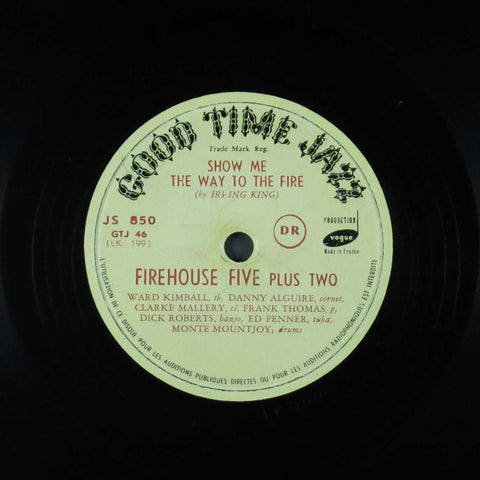 GOOD TIME JAZZ
Trade Mark Reg.
SHOW ME
THE WAY TO THE FIRE
(by IRVING KING)
JS 850
GTJ 46
(LK. 199)
DR
PRODUCTION
vogue
Made in France
FIREHOUSE FIVE PLUS TWO
WARD KIMBALL, tb. DANNY ALGUIRE, cornet,
CLARKE MALLERY, cl. FRANK THOMAS, p,
DICK ROBERTS, banjo, ED PENNER, tuba,
MONTE MOUNTJOY; drums
L'UTILISATION DE CE DISQUE POUR LES AUDITIONS PUBLIQUES DIRECTES OU POUR LES AUDITIONS RADIOPHONIQUES EST INTERDITE